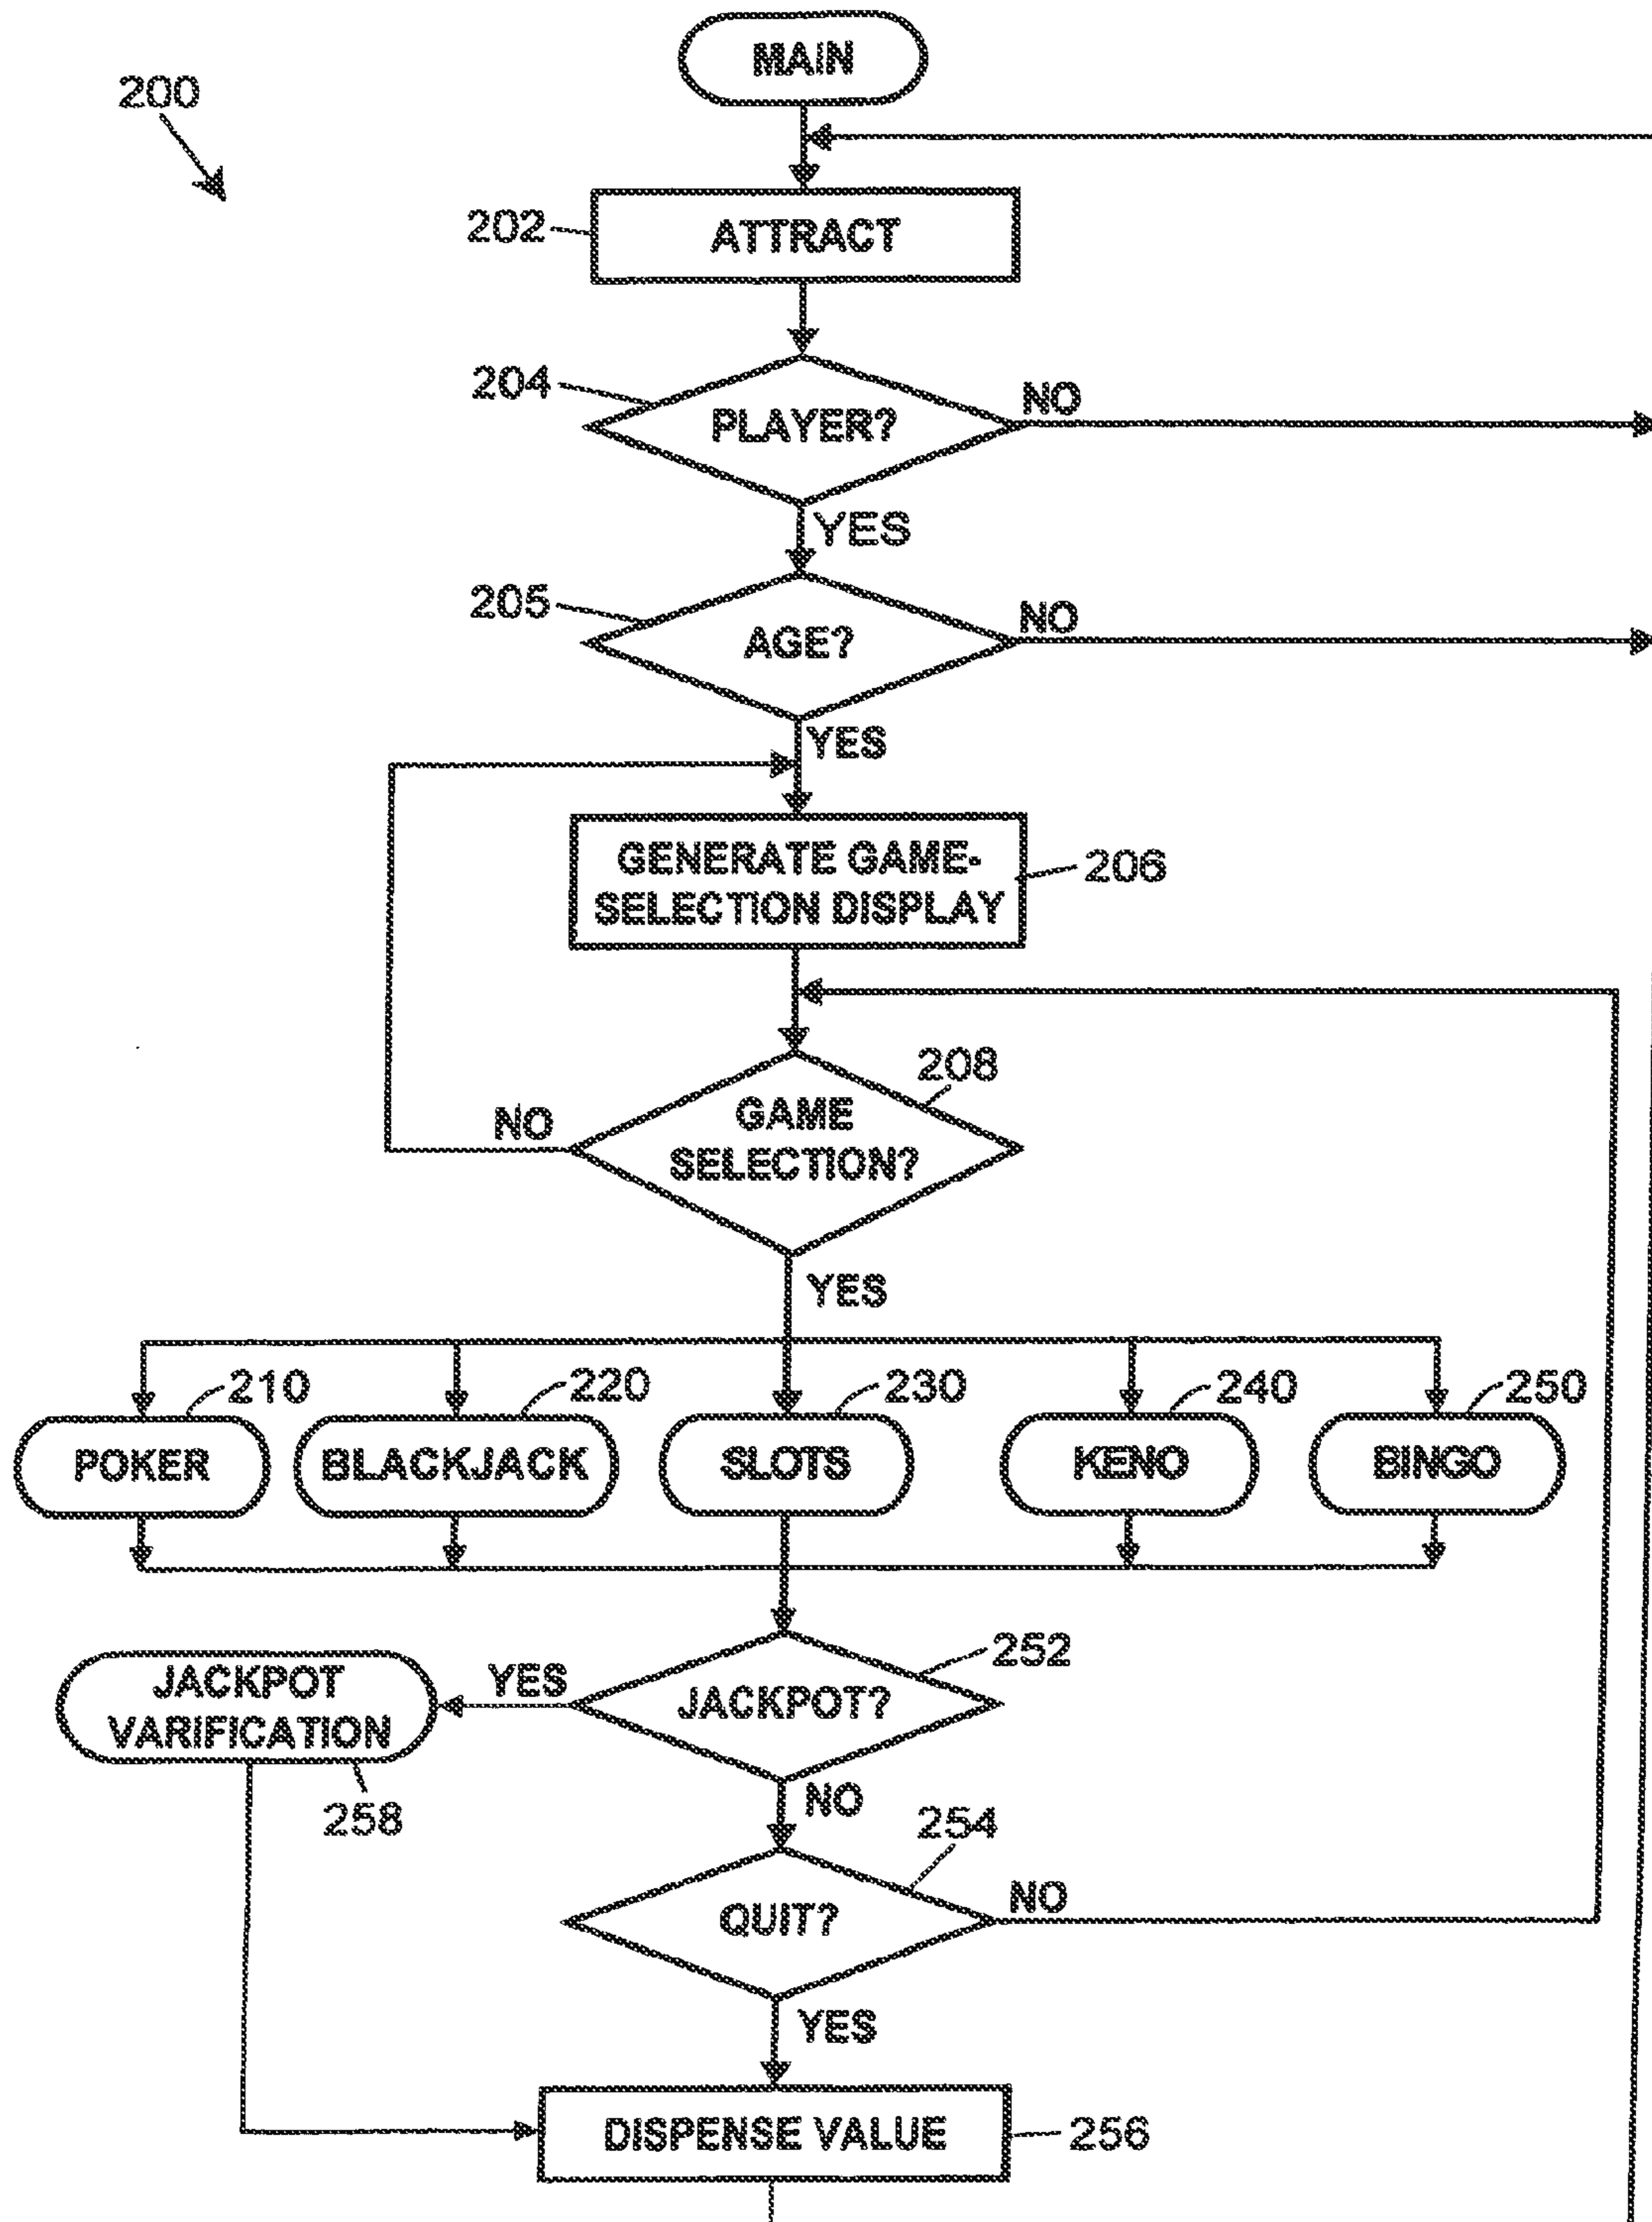 MAIN
200
202
ATTRACT
204
PLAYER?
NO
YES
205
AGE?
NO
YES
GENERATE GAME-
SELECTION DISPLAY
206
208
GAME
SELECTION?
NO
YES
210
220
230
240
250
POKER
BLACKJACK
SLOTS
KENO
BINGO
252
JACKPOT?
YES
JACKPOT
VARIFICATION
258
NO
254
QUIT?
NO
YES
DISPENSE VALUE
256